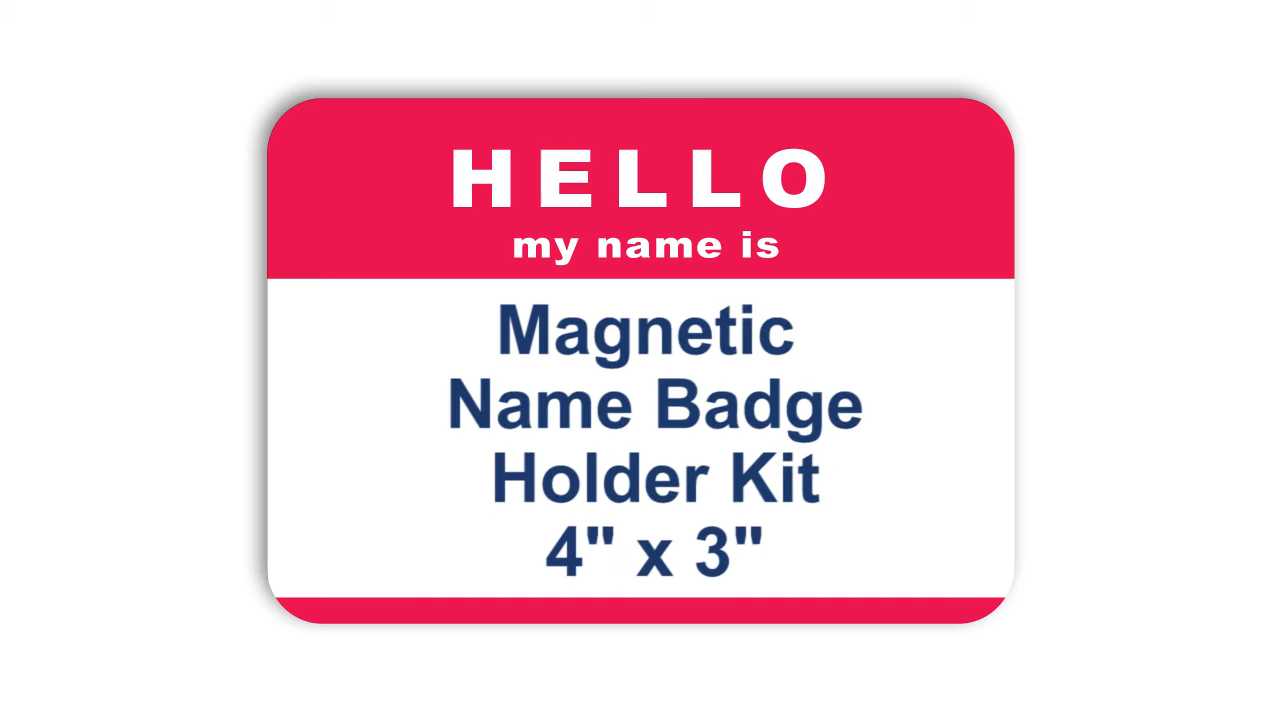 HELLO
my name is
Magnetic
Name Badge
Holder Kit
4" x 3"